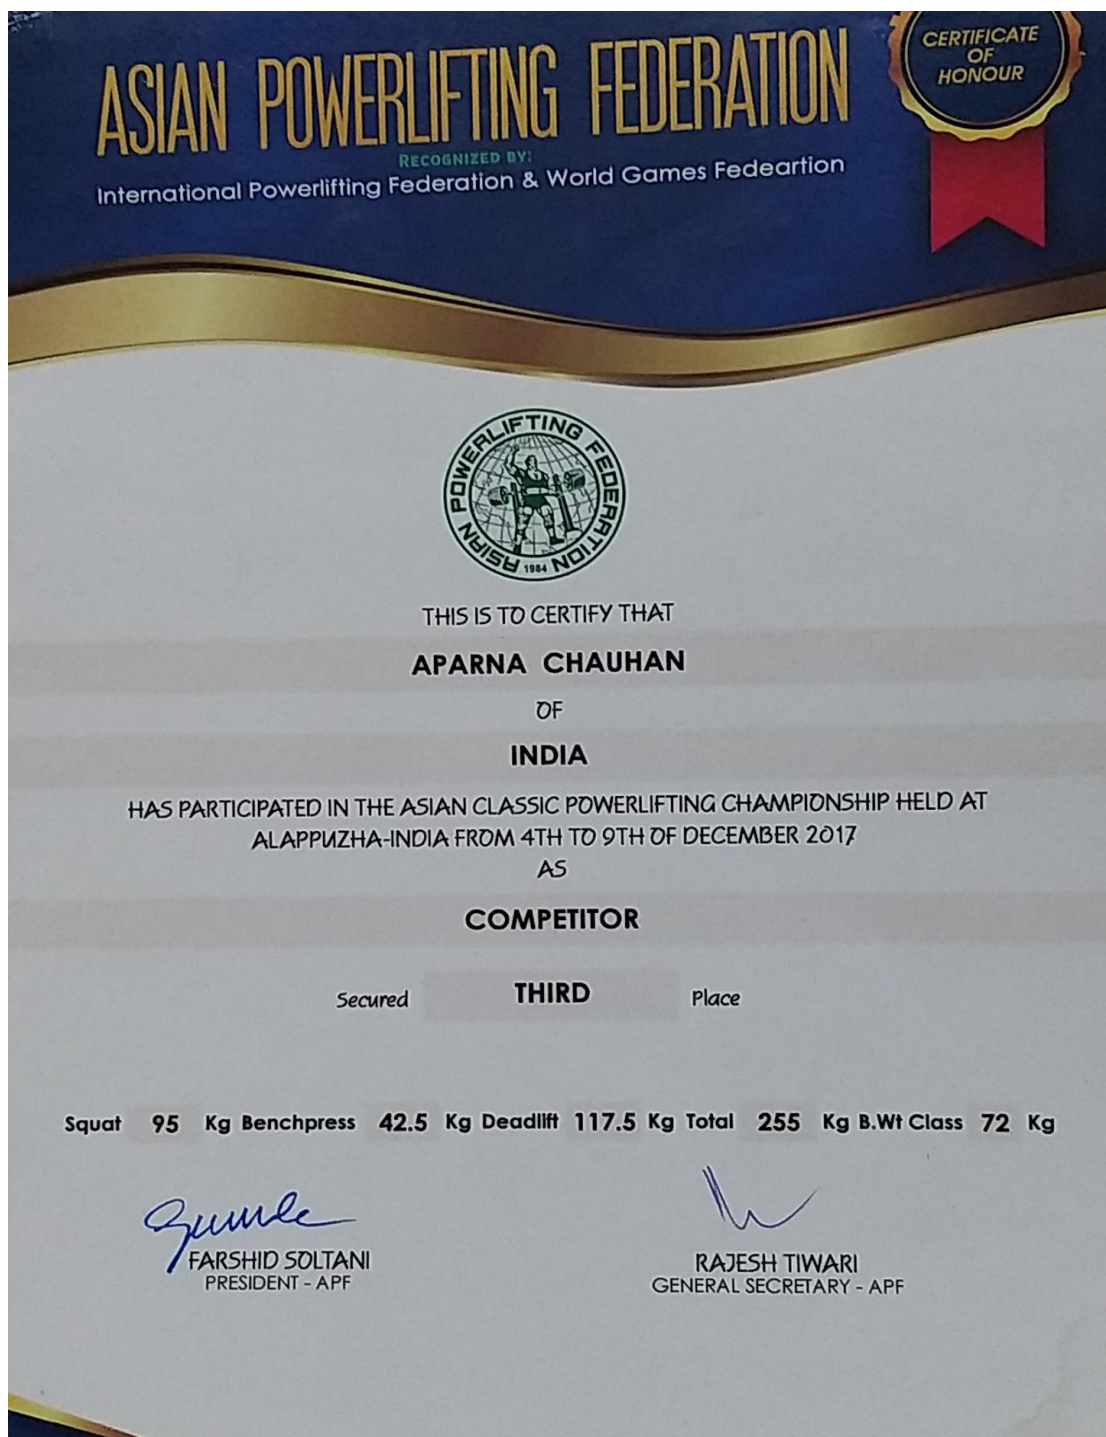 ASIAN POWERLIFTING FEDERATION
RECOGNIZED BY:
International Powerlifting Federation & World Games Fedeartion
CERTIFICATE
OF
HONOUR
ASIAN POWERLIFTING FEDERATION
1984
THIS IS TO CERTIFY THAT
APARNA CHAUHAN
OF
INDIA
HAS PARTICIPATED IN THE ASIAN CLASSIC POWERLIFTING CHAMPIONSHIP HELD AT
ALAPPUZHA-INDIA FROM 4TH TO 9TH OF DECEMBER 2017
AS
COMPETITOR
Secured THIRD Place
Squat 95 Kg Benchpress 42.5 Kg Deadlift 117.5 Kg Total 255 Kg B.Wt Class 72 Kg
FARSHID SOLTANI
PRESIDENT - APF
RAJESH TIWARI
GENERAL SECRETARY - APF